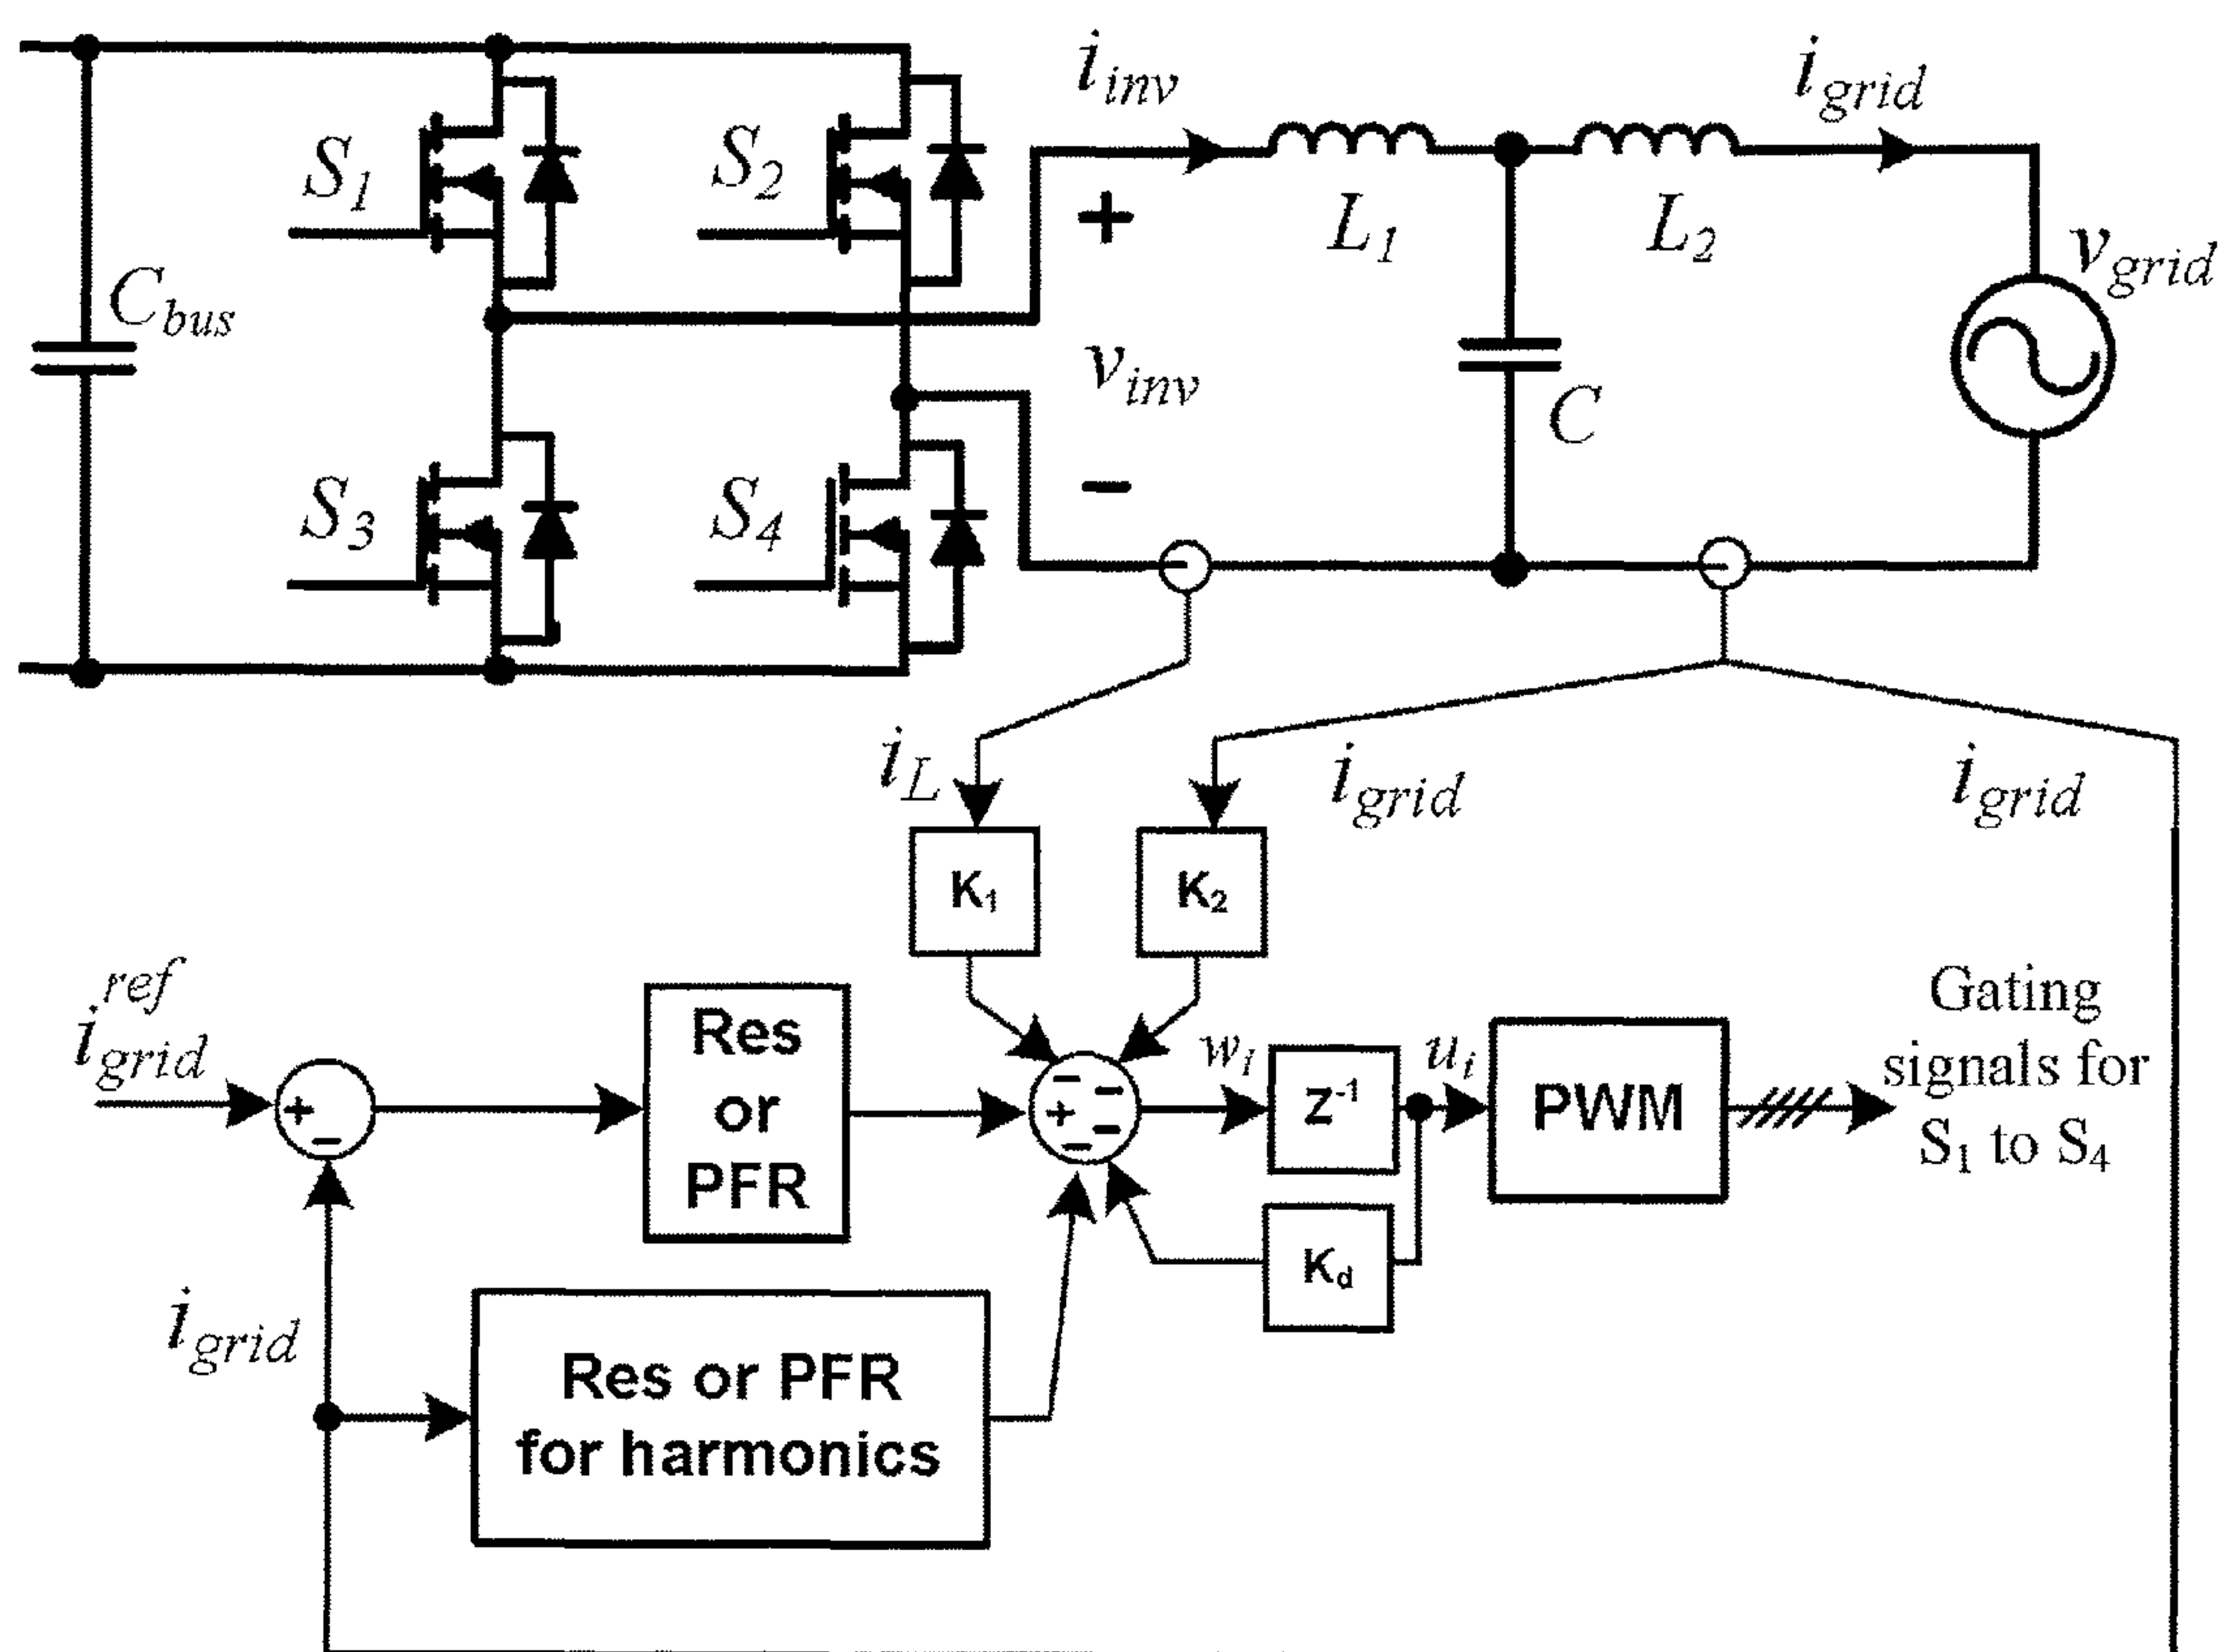 i_inv
i_grid
S_1
S_2
L_1
L_2
v_grid
C_bus
+
v_inv
C
−
S_3
S_4
i_L
i_grid
i_grid
K_1
K_2
i_grid^ref
Res
or
PFR
+
−
−
−
+
−
−
w_i
Z^-1
u_i
PWM
Gating
signals for
S_1 to S_4
K_d
i_grid
Res or PFR
for harmonics